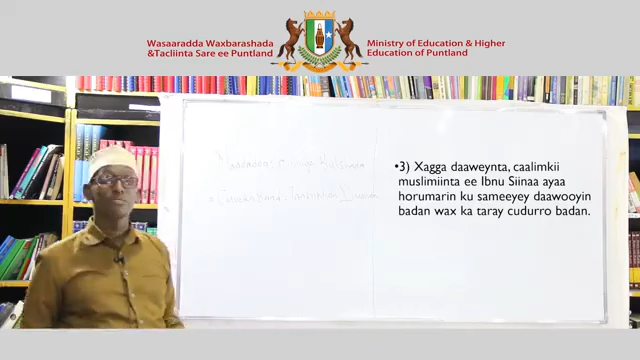 Wasaaradda Waxbarashada
&Tacliinta Sare ee Puntland
Ministry of Education & Higher
Education of Puntland
•3) Xagga daaweynta, caalimkii
muslimiinta ee Ibnu Siinaa ayaa
horumarin ku sameeyey daawooyin
badan wax ka taray cudurro badan.